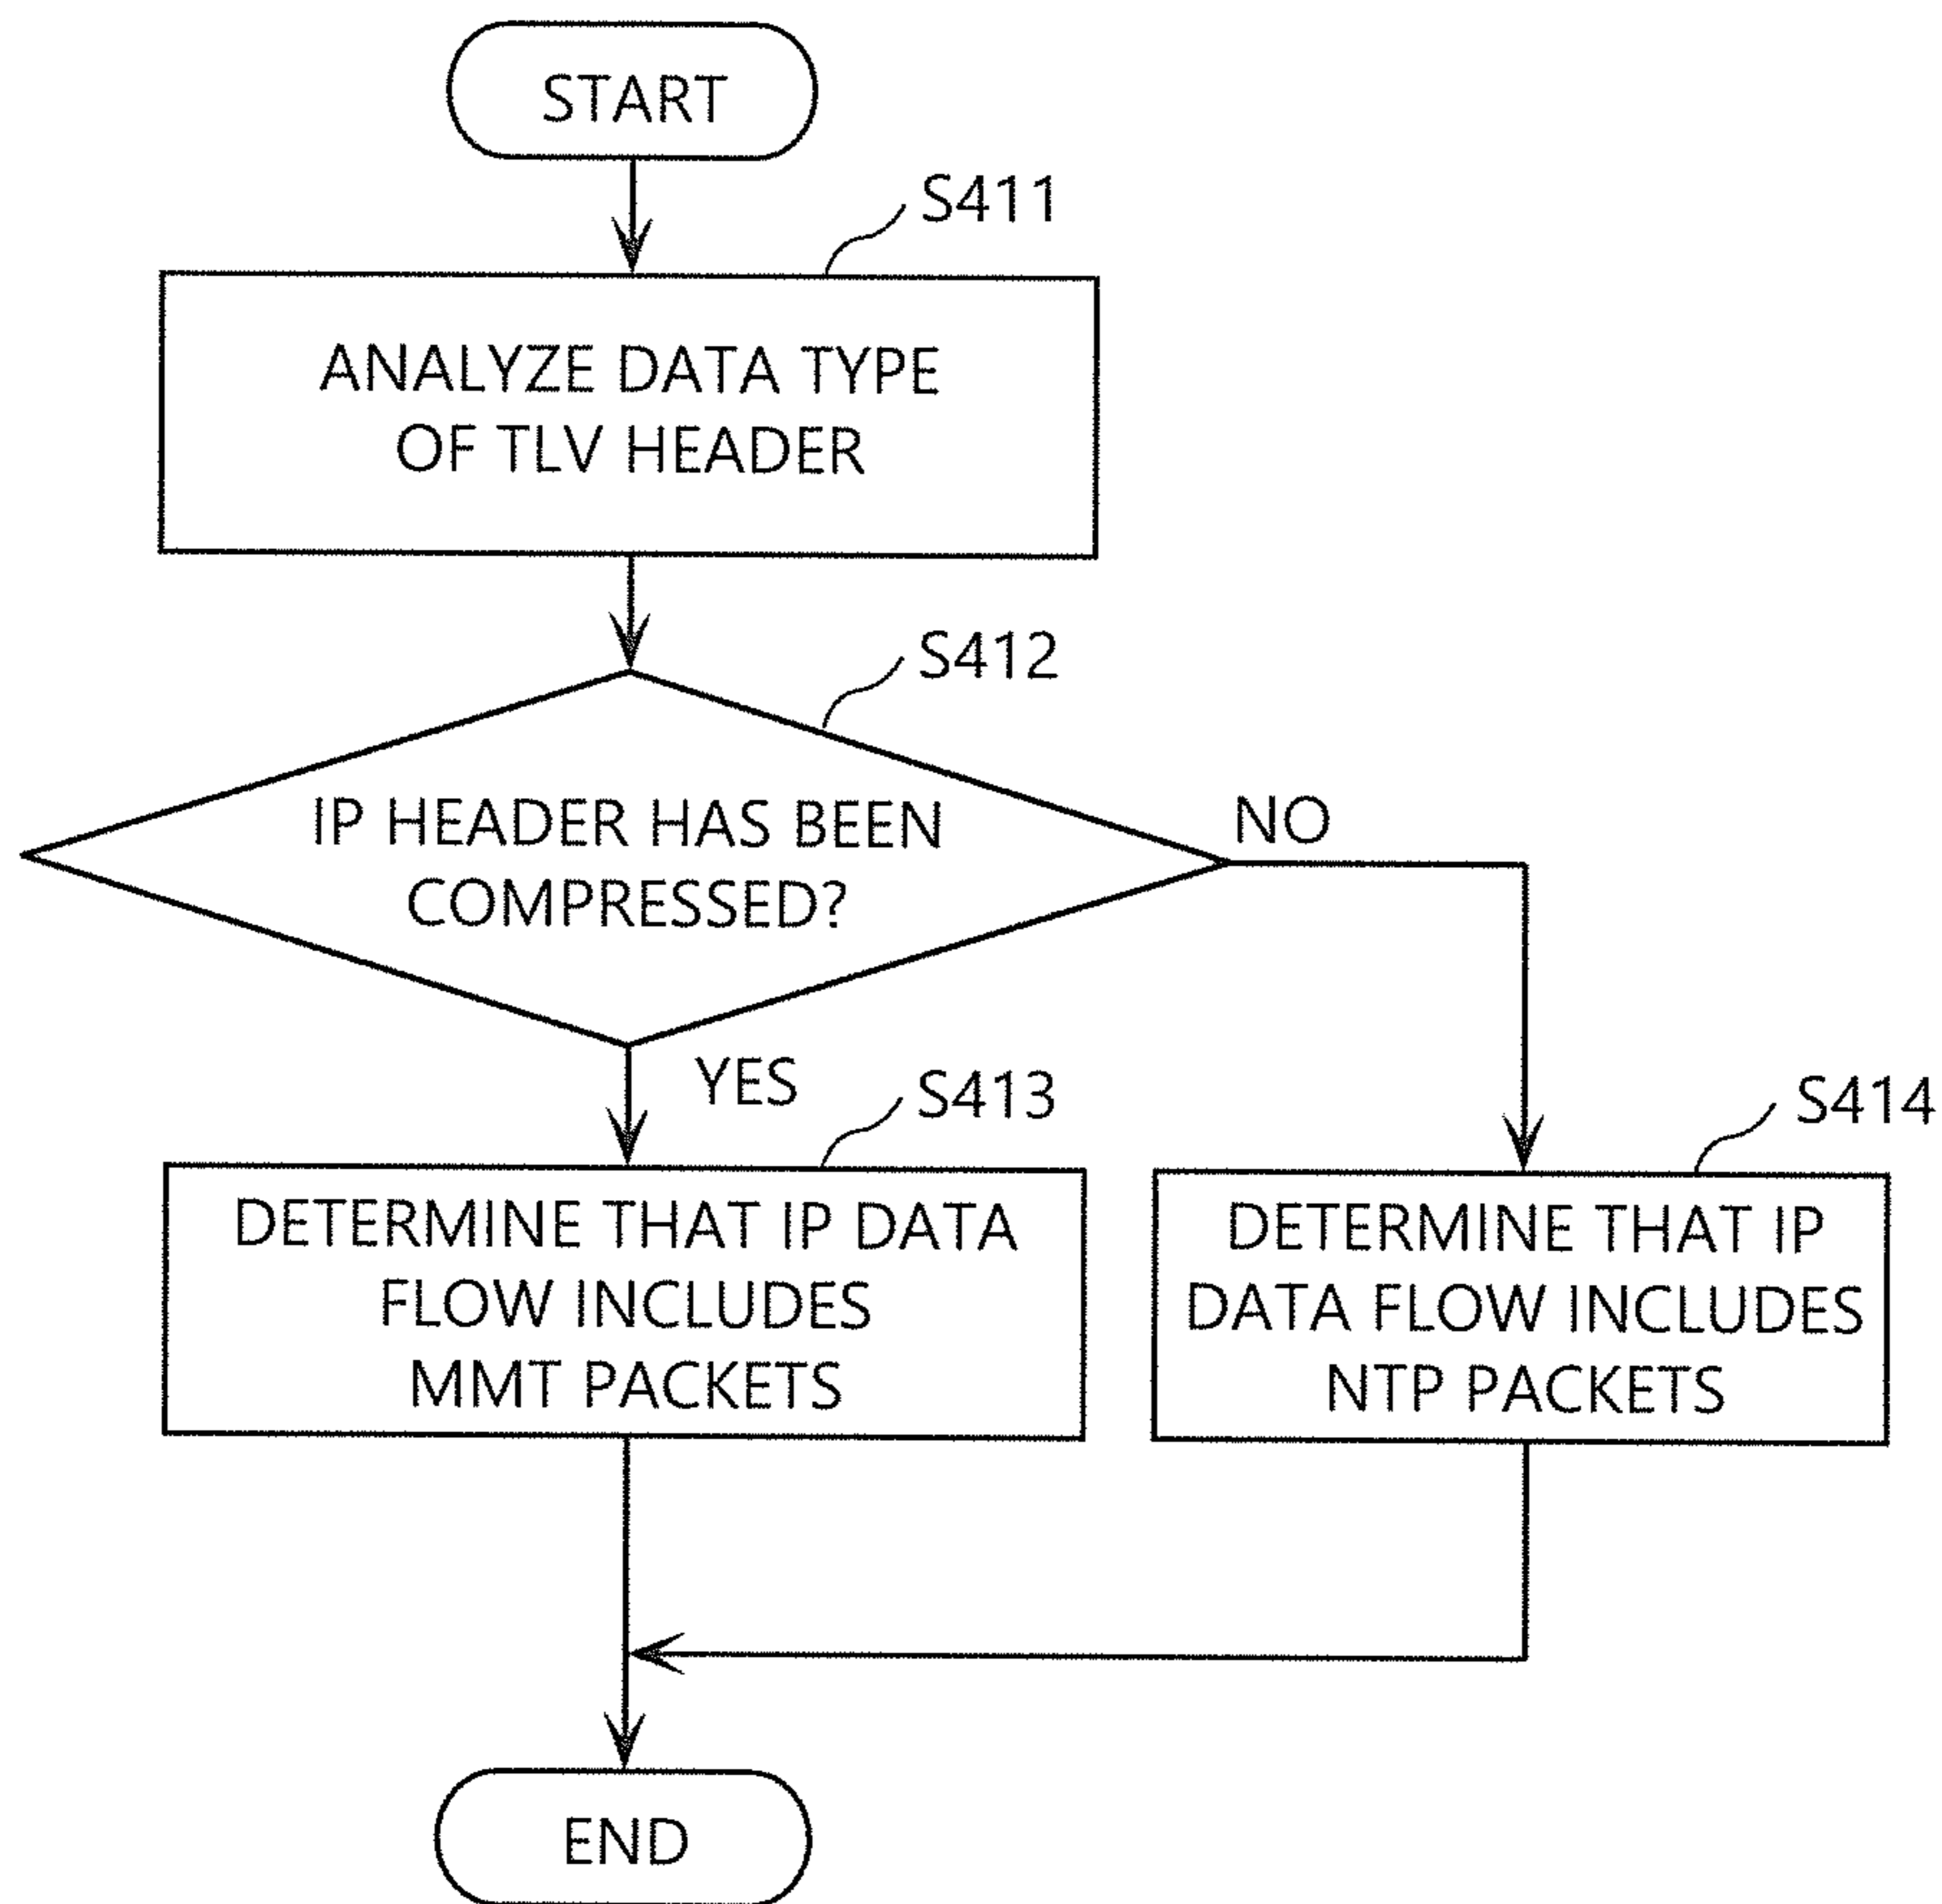 START
S411
ANALYZE DATA TYPE
OF TLV HEADER
S412
IP HEADER HAS BEEN
COMPRESSED?
NO
YES
S413
DETERMINE THAT IP DATA
FLOW INCLUDES
MMT PACKETS
S414
DETERMINE THAT IP
DATA FLOW INCLUDES
NTP PACKETS
END